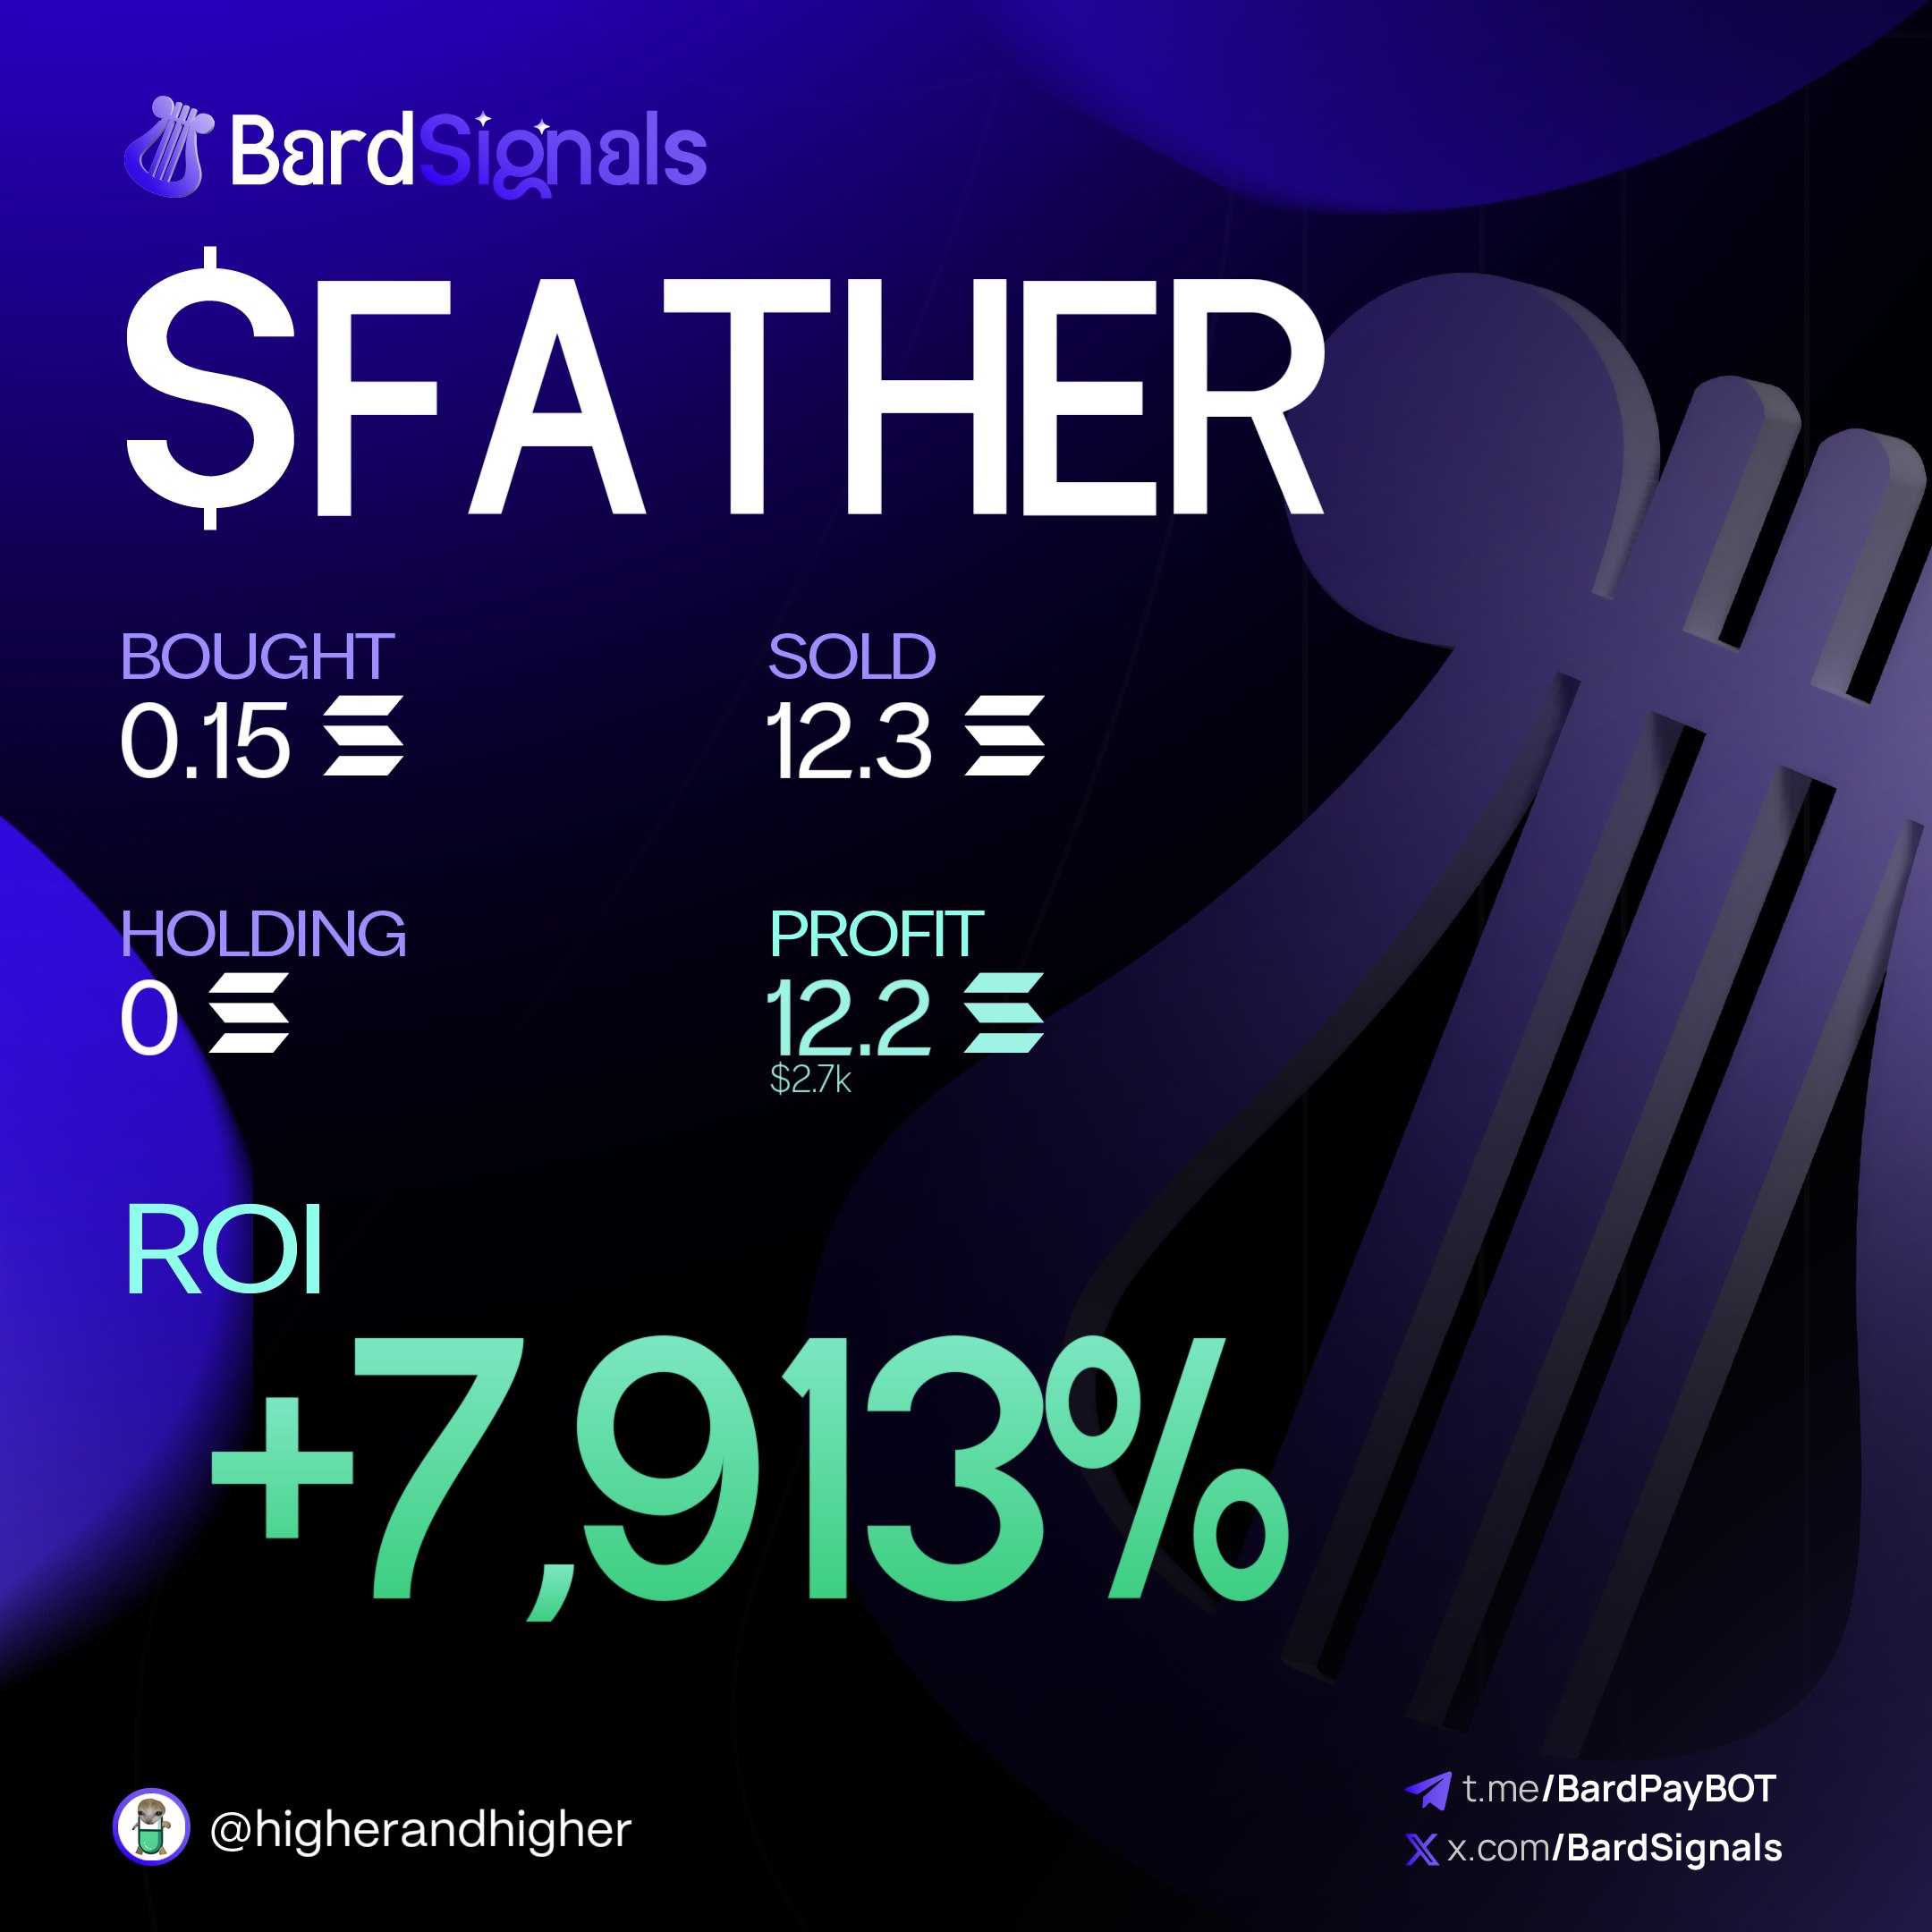 BardSignals
$FATHER
BOUGHT
0.15
SOLD
12.3
HOLDING
0
PROFIT
12.2
$2.7k
ROI
+7,913%
@higherandhigher
t.me/BardPayBOT
x.com/BardSignals